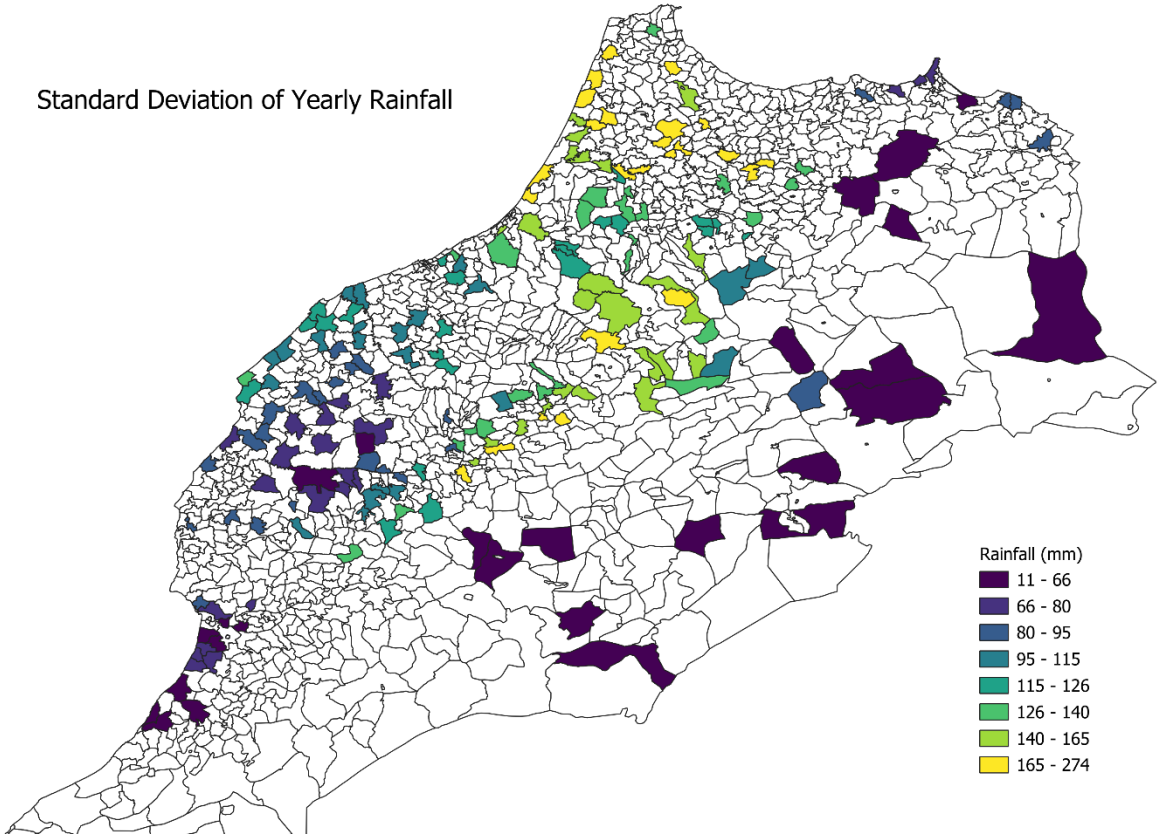 Standard Deviation of Yearly Rainfall
Rainfall (mm)
11 - 66
66 - 80
80 - 95
95 - 115
115 - 126
126 - 140
140 - 165
165 - 274